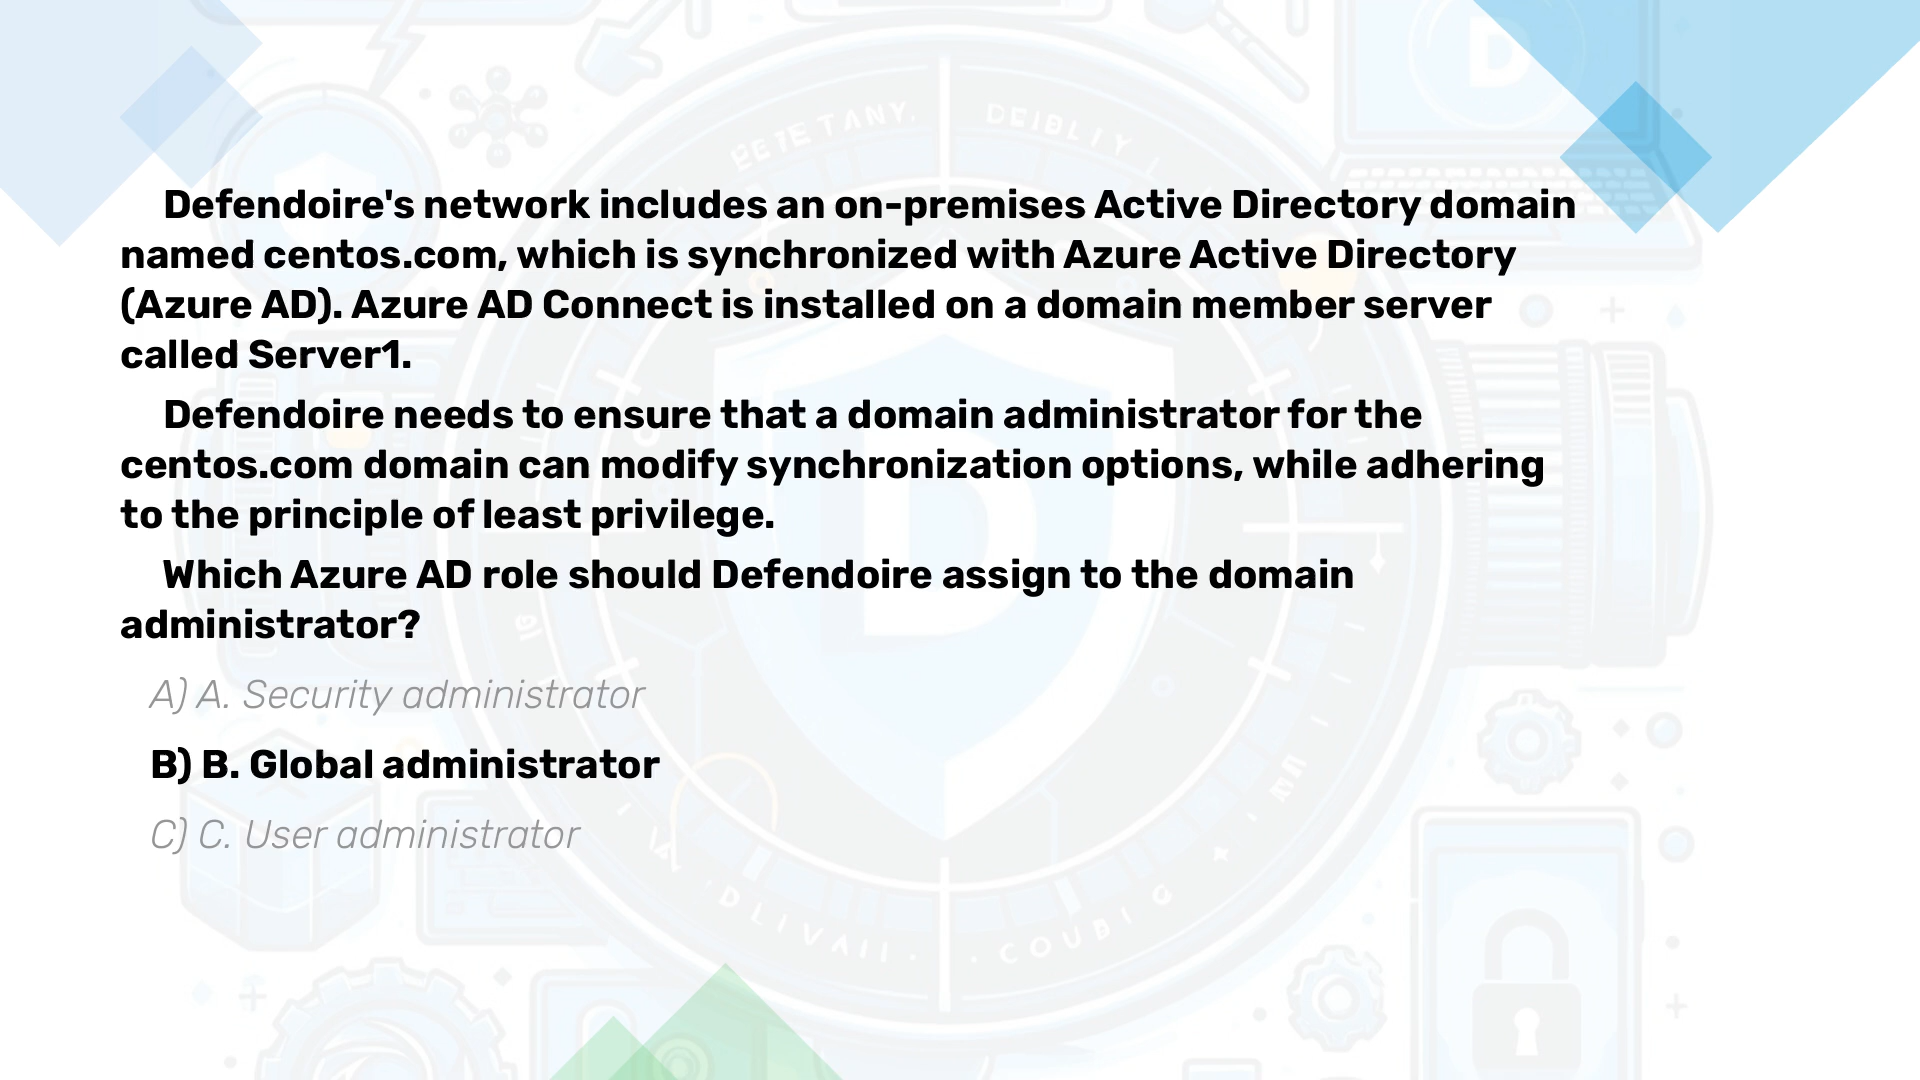 Defendoire's network includes an on-premises Active Directory domain
named centos.com, which is synchronized with Azure Active Directory
(Azure AD). Azure AD Connect is installed on a domain member server
called Server1.
Defendoire needs to ensure that a domain administrator for the
centos.com domain can modify synchronization options, while adhering
to the principle of least privilege.
Which Azure AD role should Defendoire assign to the domain
administrator?
A) A. Security administrator
B) B. Global administrator
C) C. User administrator